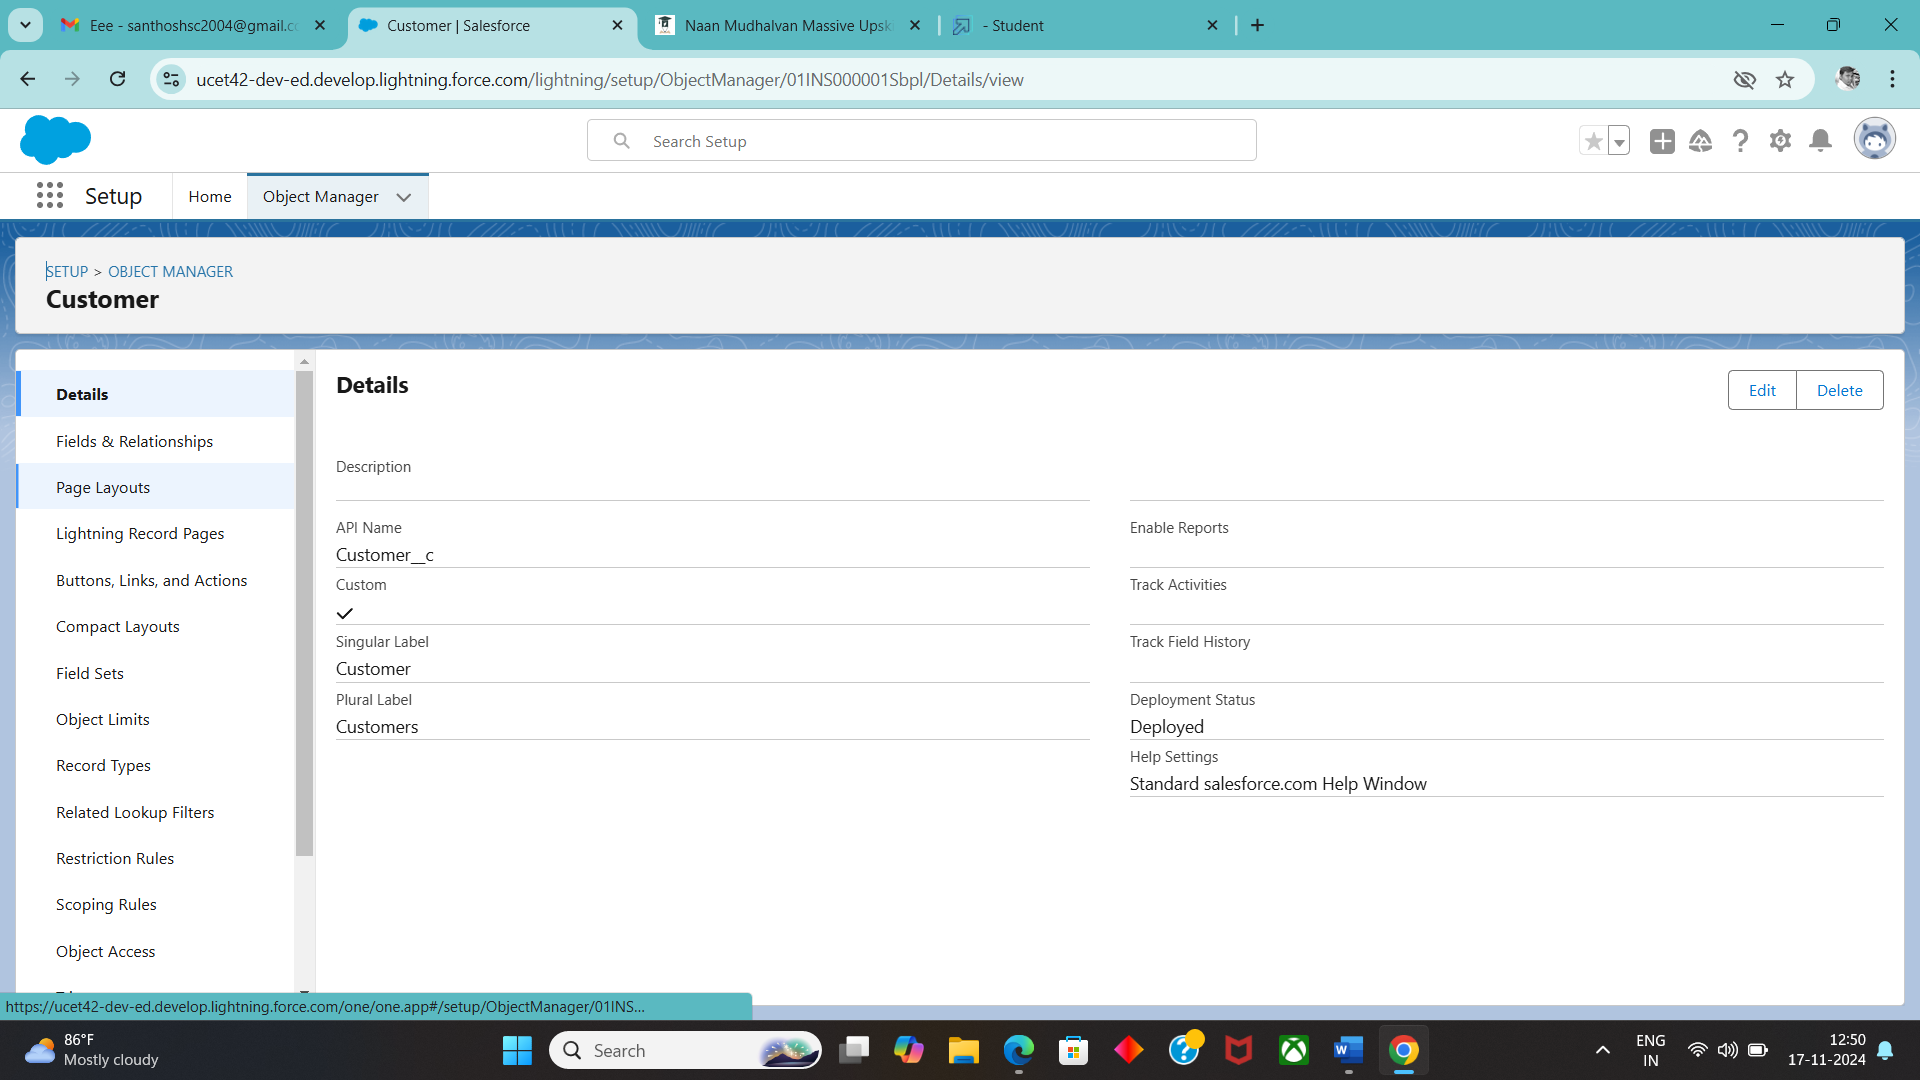 Eee - santhoshsc2004@gmail.cc
Customer | Salesforce
Naan Mudhalvan Massive Upski
- Student
ucet42-dev-ed.develop.lightning.force.com/lightning/setup/ObjectManager/01INS000001Sbpl/Details/view
Search Setup
Setup
Home
Object Manager
SETUP > OBJECT MANAGER
Customer
Details
Fields & Relationships
Page Layouts
Lightning Record Pages
Buttons, Links, and Actions
Compact Layouts
Field Sets
Object Limits
Record Types
Related Lookup Filters
Restriction Rules
Scoping Rules
Object Access
Details
Edit
Delete
Description
API Name
Customer__c
Custom
Singular Label
Customer
Plural Label
Customers
Enable Reports
Track Activities
Track Field History
Deployment Status
Deployed
Help Settings
Standard salesforce.com Help Window
https://ucet42-dev-ed.develop.lightning.force.com/one/one.app#/setup/ObjectManager/01INS...
86°F
Mostly cloudy
Search
ENG
IN
12:50
17-11-2024